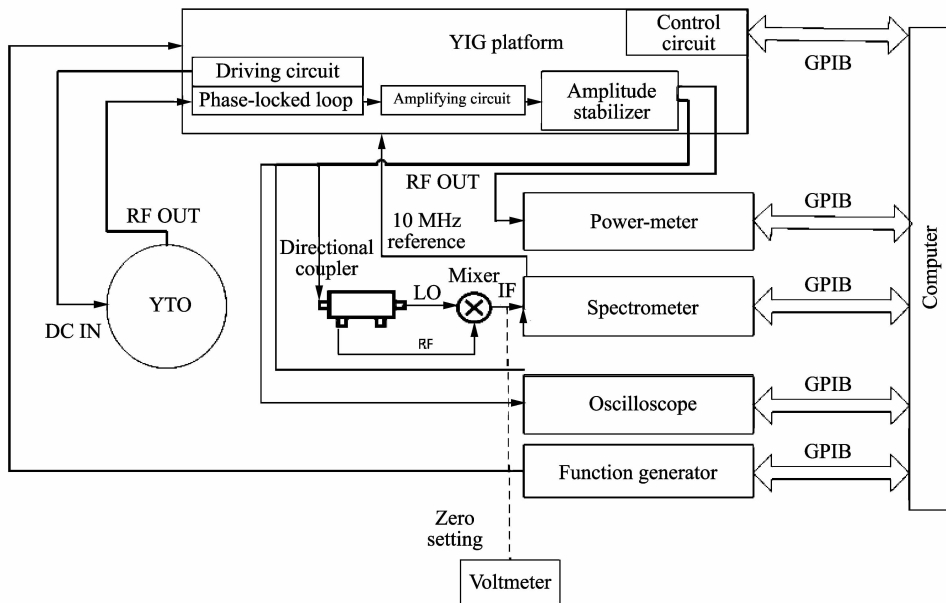 YIG platform
Control
circuit
GPIB
Driving circuit
Phase-locked loop
Amplifying circuit
Amplitude
stabilizer
RF OUT
RF OUT
10 MHz
reference
Power-meter
GPIB
Directional
coupler
Mixer
YTO
DC IN
LO
IF
RF
Spectrometer
GPIB
Computer
Oscilloscope
GPIB
Function generator
GPIB
Zero
setting
Voltmeter